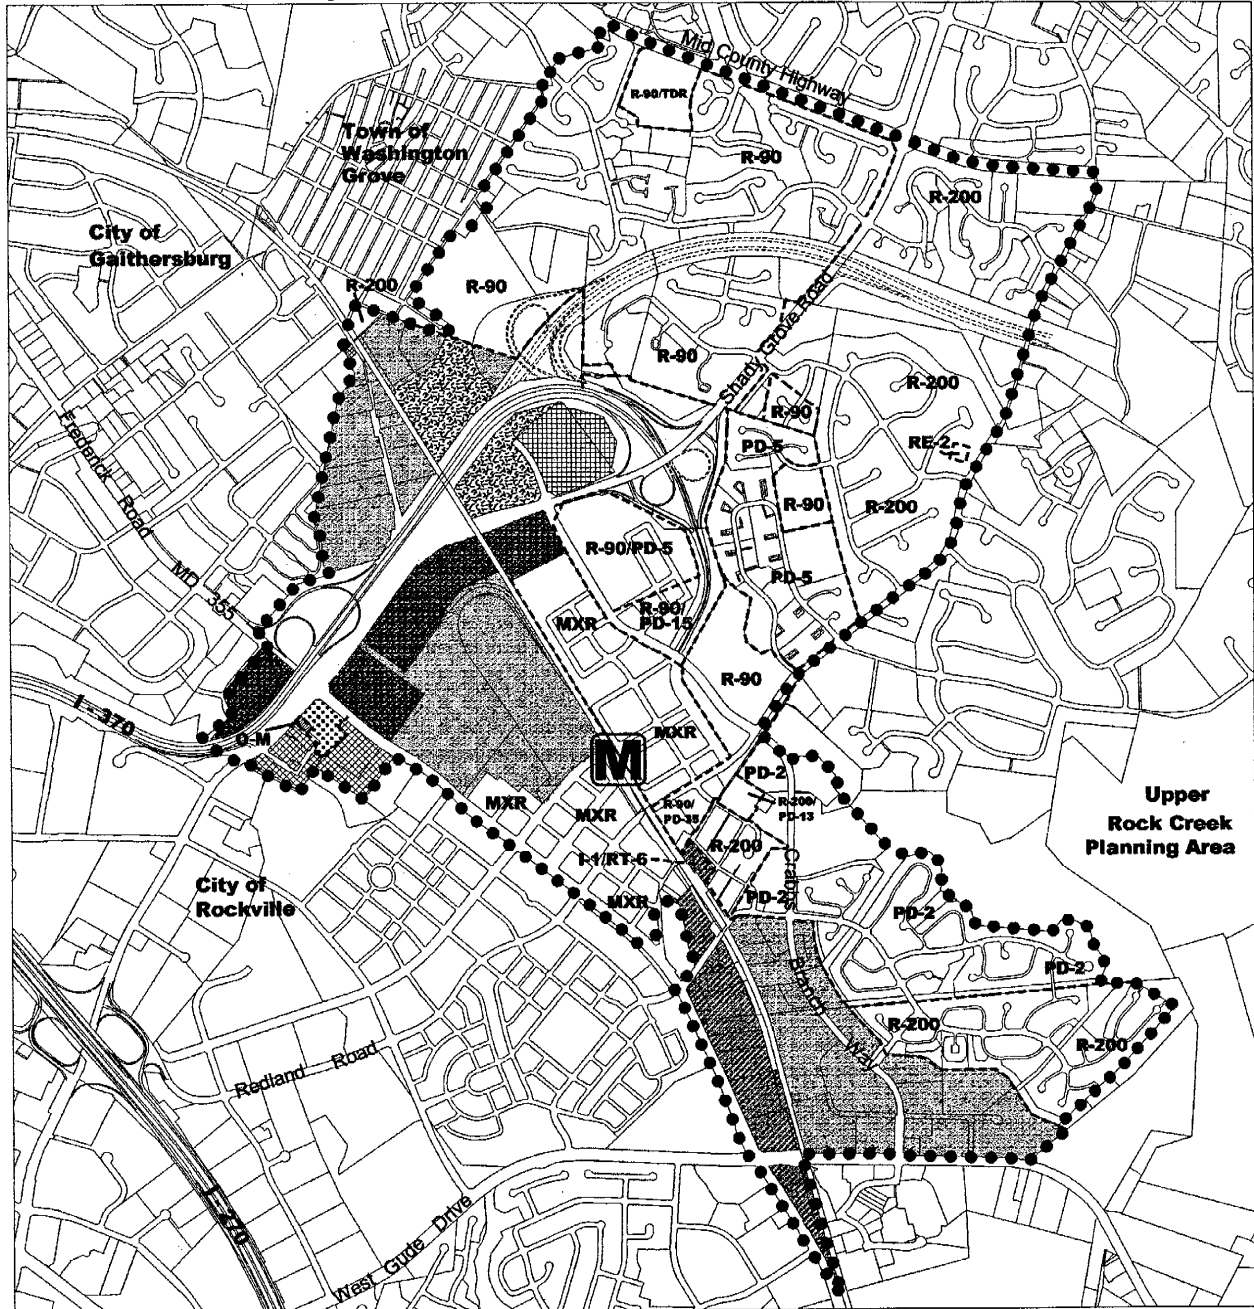 Mid County Highway
R-90/TDR
Town of
Washington
Grove
R-90
R-200
City of
Gaithersburg
R-200
R-90
Shady Grove Road
R-90
R-200
R-90
Frederick Road
PD-5
RE-2
R-90
R-200
MD 355
R-90/PD-5
PD-5
R-90/
PD-15
MXR
R-90
I - 370
O-M
MXR
M
PD-2
Upper
Rock Creek
Planning Area
MXR
MXR
R-90/
PD-35
R-200/
PD-13
R-200
I-1/RT-6
City of
Rockville
MXR
PD-2
Crabbs Branch Way
PD-2
PD-2
R-200
R-200
Redland Road
I - 270
West Gude Drive